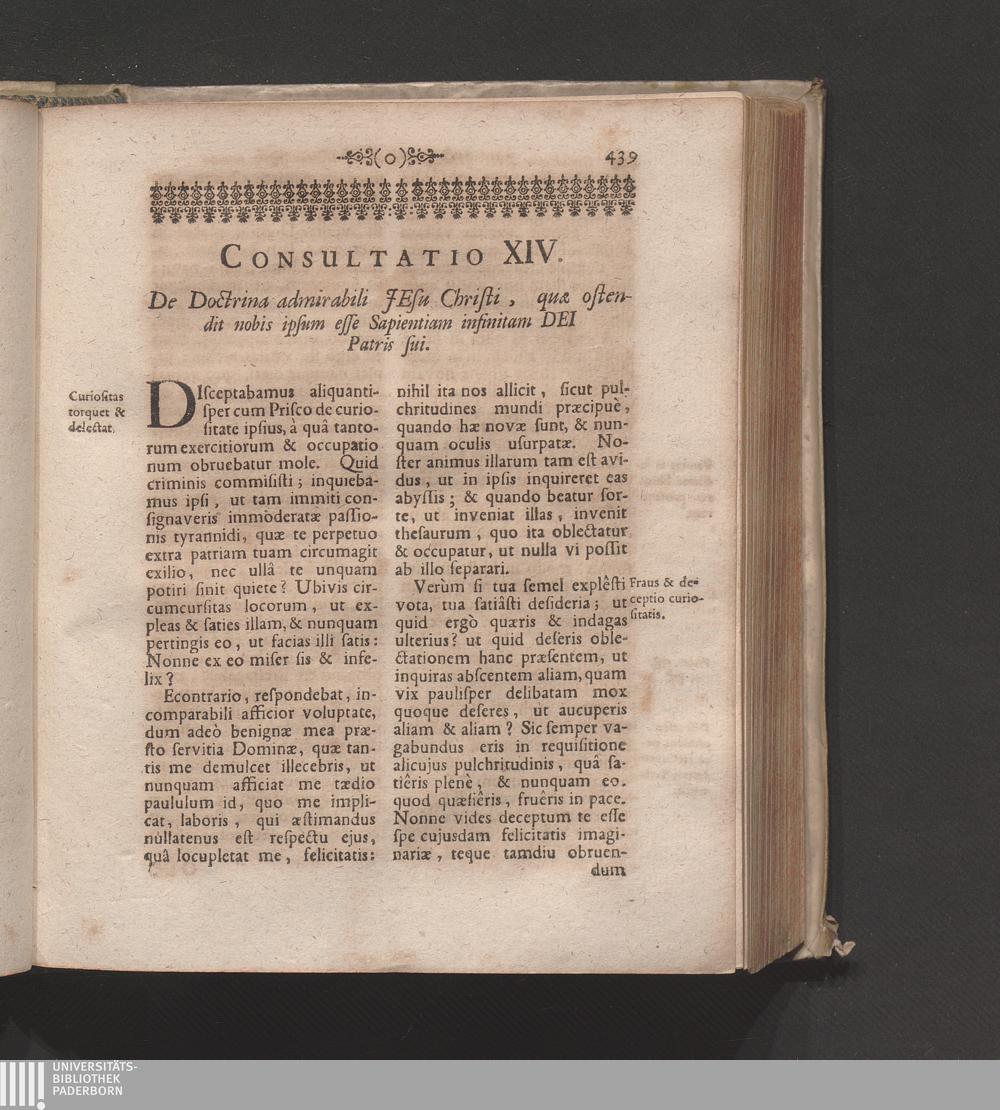 (o) 439
CONSULTATIO XIV.
De Doctrina admirabili JEſu Chriſti, quæ oſten-
dit nobis ipſum eſſe Sapientiam infinitam DEI
Patris ſui.
Curioſitas
torquet &
delectat.
DIſceptabamus aliquanti-
ſper cum Priſco de curio-
ſitate ipſius, à quâ tanto-
rum exercitiorum & occupatio
num obruebatur mole. Quid
criminis commiſiſti; inquieba-
mus ipſi, ut tam immiti con-
ſignaveris immoderatæ paſſio-
nis tyrannidi, quæ te perpetuo
extra patriam tuam circumagit
exilio, nec ullâ te unquam
potiri ſinit quiete? Ubivis cir-
cumcurſitas locorum, ut ex-
pleas & ſaties illam, & nunquam
pertingis eo, ut facias illi ſatis:
Nonne ex eo miſer ſis & infe-
lix?
Econtrario, reſpondebat, in-
comparabili afficior voluptate,
dum adeò benignæ mea præ-
ſto ſervitia Dominæ, quæ tan-
tis me demulcet illecebris, ut
nunquam afficiat me tædio
paululum id, quo me impli-
cat, laboris, qui æſtimandus
nullatenus eſt reſpectu ejus,
quâ locupletat me, felicitatis:
nihil ita nos allicit, ſicut pul-
chritudines mundi præcipuè,
quando hæ novæ ſunt, & nun-
quam oculis uſurpatæ. No-
ſter animus illarum tam eſt avi-
dus, ut in ipſis inquireret eas
abyſſis; & quando beatur ſor-
te, ut inveniat illas, invenit
theſaurum, quo ita oblectatur
& occupatur, ut nulla vi poſſit
ab illo ſeparari.
Verùm ſi tua ſemel explêſti
vota, tua ſatiâſti deſideria; ut
quid ergò quæris & indagas
ulterius? ut quid deſeris oble-
ctationem hanc præſentem, ut
inquiras abſcentem aliam, quam
vix pauliſper delibatam mox
quoque deſeres, ut aucuperis
aliam & aliam? Sic ſemper va-
gabundus eris in requiſitione
alicujus pulchritudinis, quâ ſa-
tiêris plenè, & nunquam eo.
quod quæſiêris, fruêris in pace.
Nonne vides deceptum te eſſe
ſpe cujusdam felicitatis imagi-
nariæ, teque tamdiu obruen-
dum
Fraus & de-
ceptio curio-
ſitatis.
UNIVERSITÄTS-
BIBLIOTHEK
PADERBORN